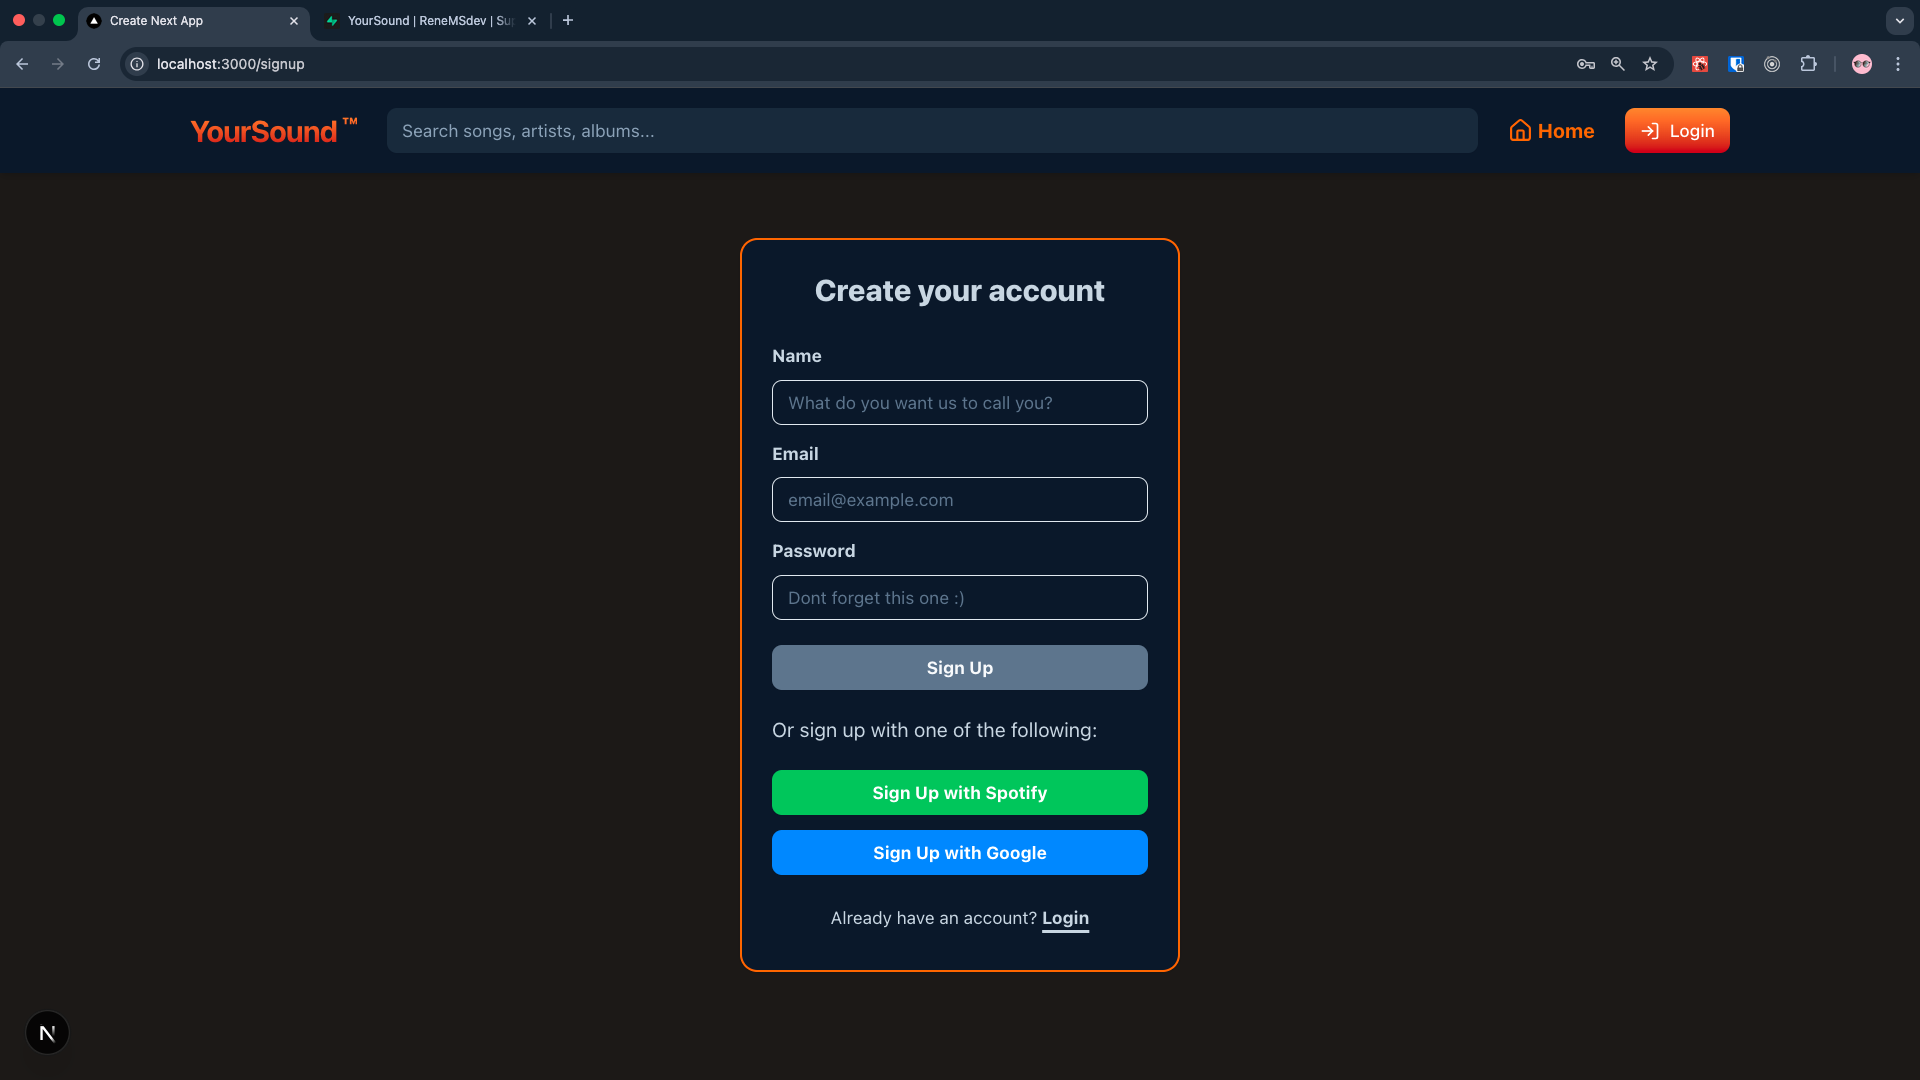 Create Next App
YourSound | ReneMSdev | Su
localhost:3000/signup
YourSound ™
Search songs, artists, albums...
Home
Login
Create your account
Name
What do you want us to call you?
Email
email@example.com
Password
Dont forget this one :)
Sign Up
Or sign up with one of the following:
Sign Up with Spotify
Sign Up with Google
Already have an account? Login
N